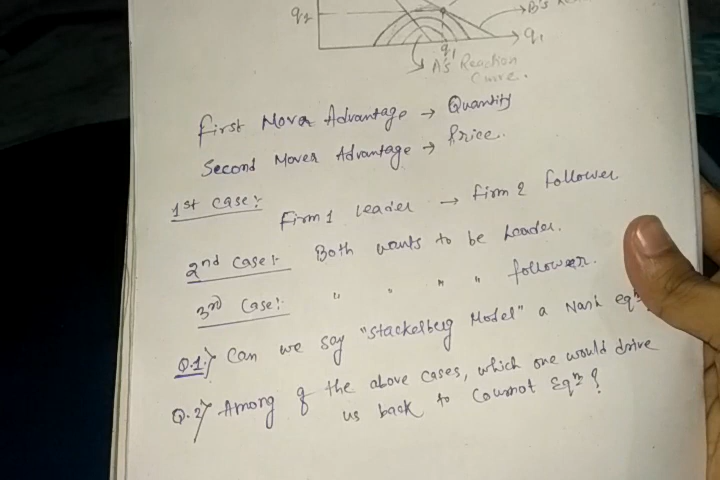 q2
B's
q1
q1
A's Reaction
Curve.
First Mover Advantage → Quantity
Second Mover Advantage → Price.
1st case:-
Firm 1 leader → Firm 2 follower
2nd Case:- Both wants to be Leader.
3rd Case:- " " " " follower.
Q.1.) Can we say "Stackelberg Model" a Nash eqn
Q.2) Among of the above cases, which one would drive
us back to Cournot Eqn ?